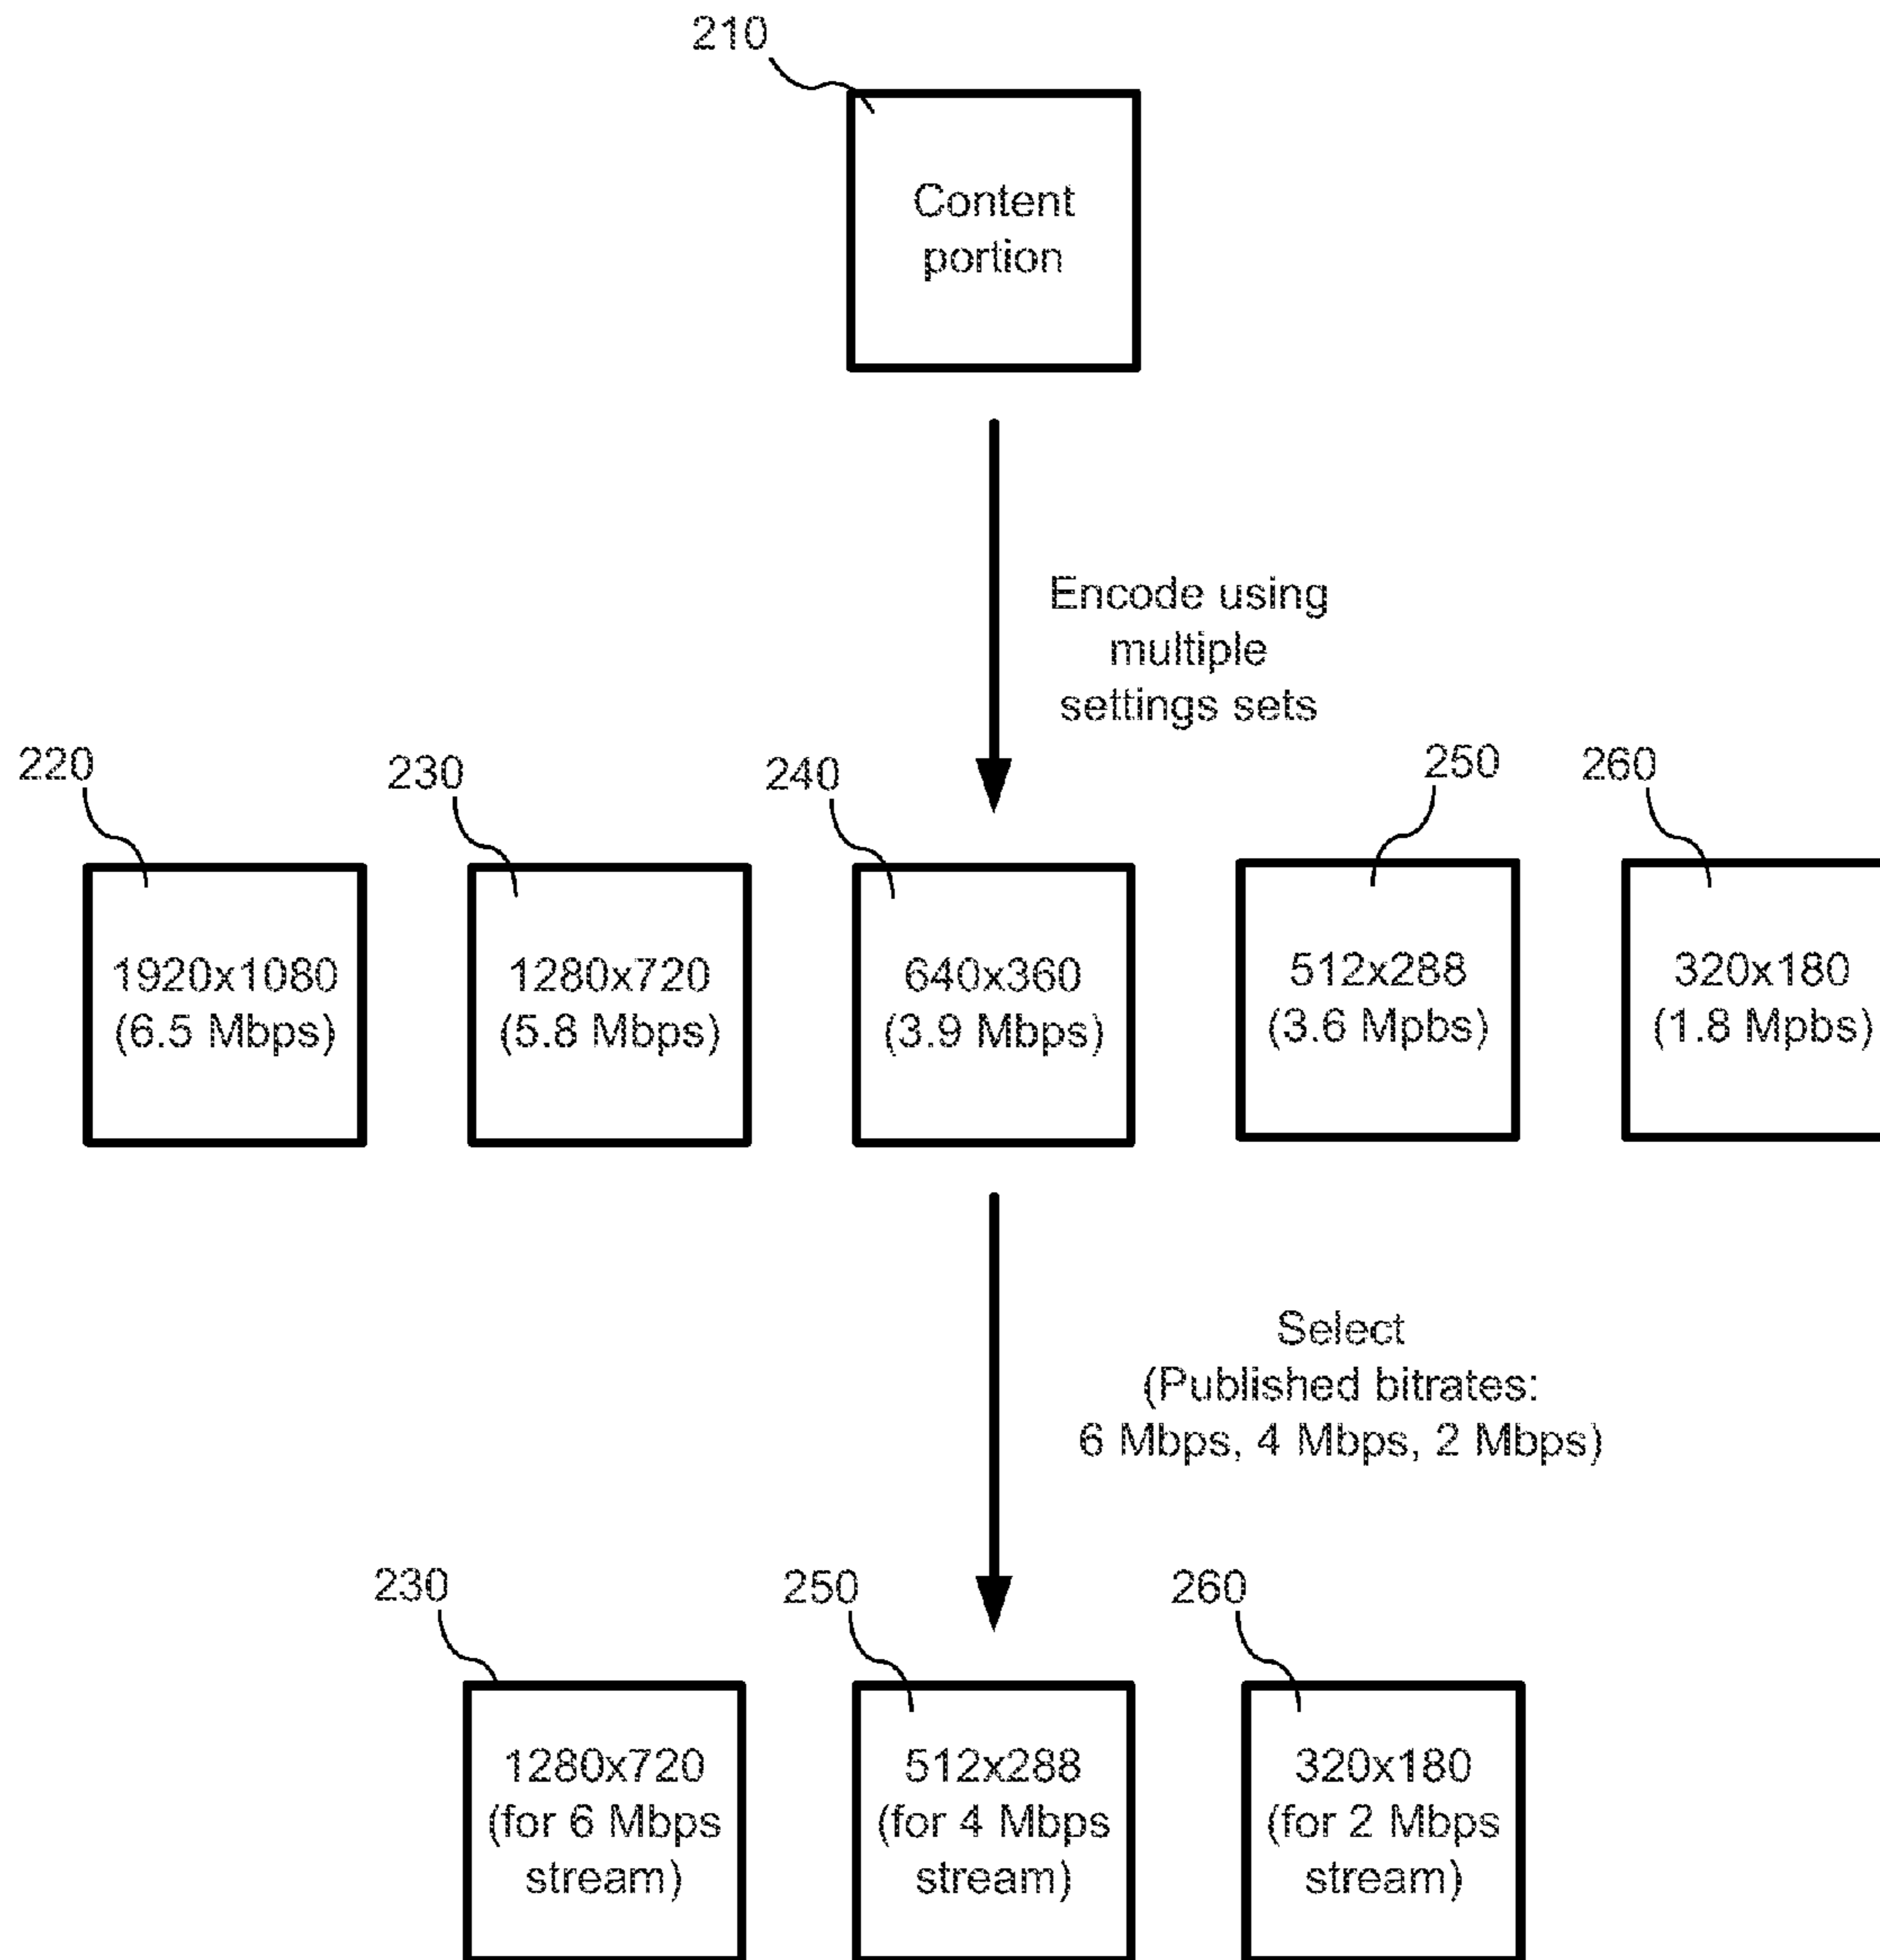 210
Content
portion
Encode using
multiple
settings sets
220
230
240
250
260
1920x1080
(6.5 Mbps)
1280x720
(5.8 Mbps)
640x360
(3.9 Mbps)
512x288
(3.6 Mpbs)
320x180
(1.8 Mpbs)
Select
(Published bitrates:
6 Mbps, 4 Mbps, 2 Mbps)
230
250
260
1280x720
(for 6 Mbps
stream)
512x288
(for 4 Mbps
stream)
320x180
(for 2 Mbps
stream)